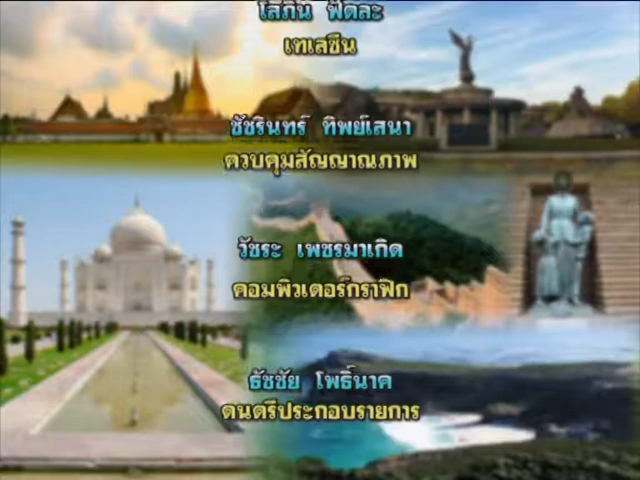 โสภิน ฟัดละ
เทเลซีน
ชัชรินทร์ ทิพย์เสนา
ควบคุมสัญญาณภาพ
วัชระ เพชรมาเกิด
คอมพิวเตอร์กราฟิก
ธัชชัย โพธิ์นาค
ดนตรีประกอบรายการ